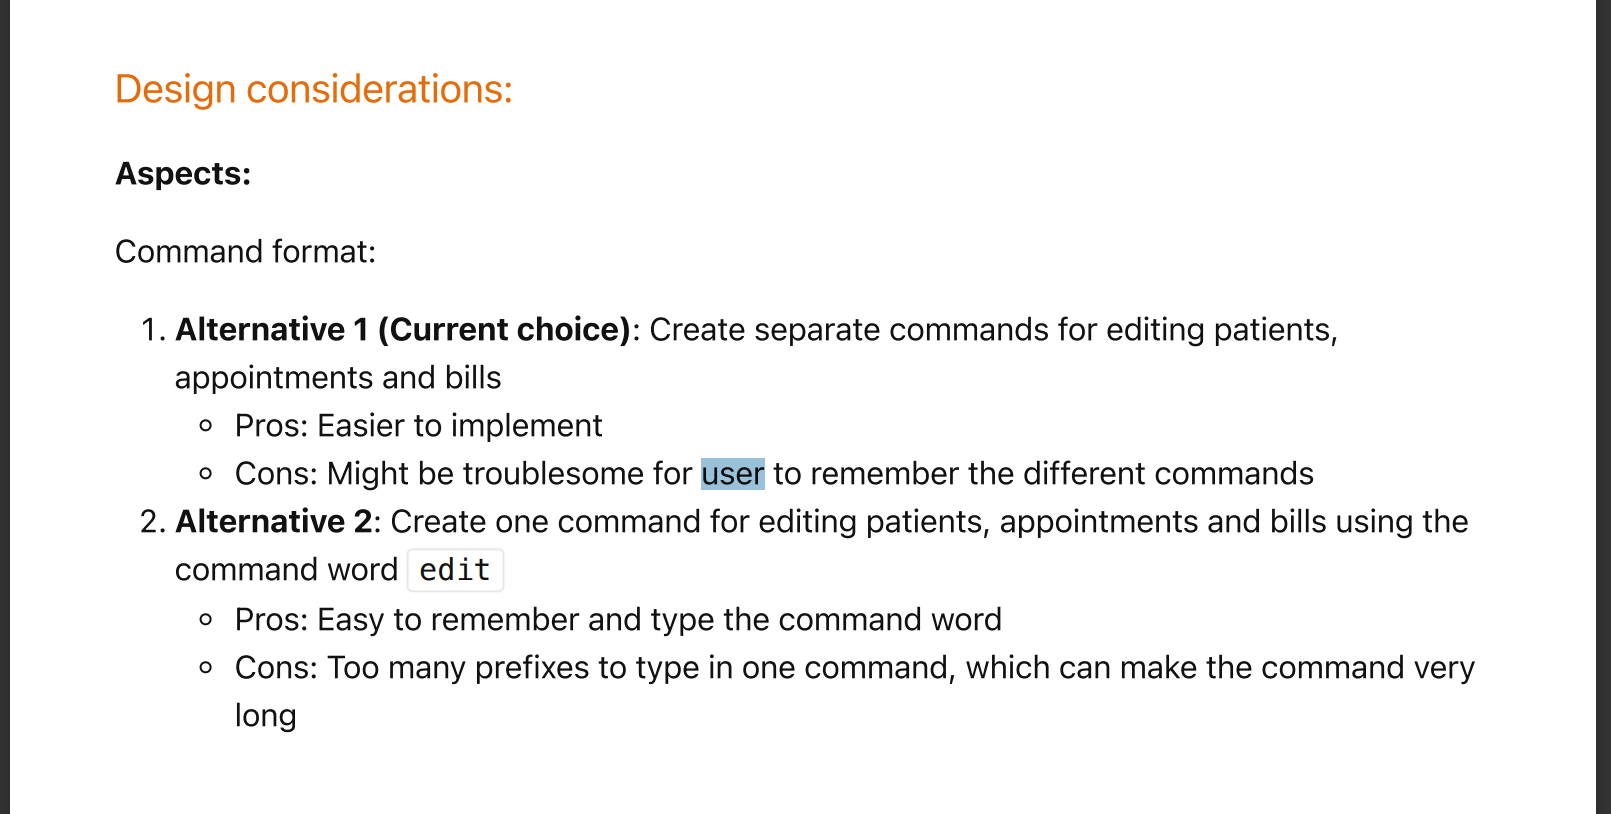 Design considerations:
Aspects:
Command format:
1. Alternative 1 (Current choice): Create separate commands for editing patients,
appointments and bills
Pros: Easier to implement
Cons: Might be troublesome for user to remember the different commands
2. Alternative 2: Create one command for editing patients, appointments and bills using the
command word edit
Pros: Easy to remember and type the command word
Cons: Too many prefixes to type in one command, which can make the command very
long